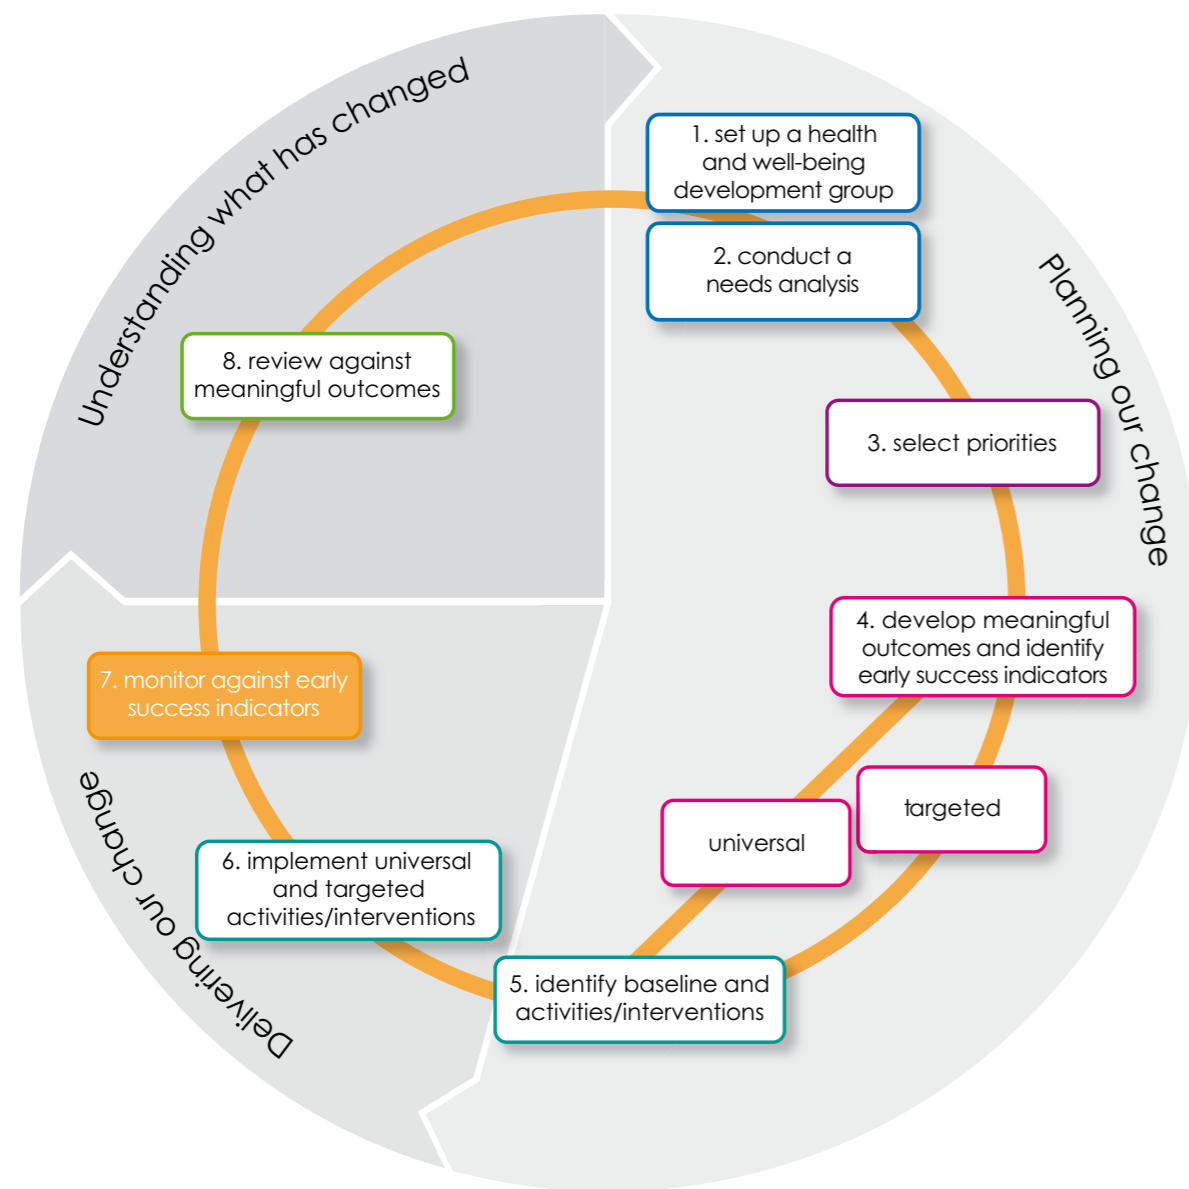 Understanding what has changed
Planning our change
Delivering our change
1. set up a health
and well-being
development group
2. conduct a
needs analysis
3. select priorities
4. develop meaningful
outcomes and identify
early success indicators
targeted
universal
5. identify baseline and
activities/interventions
6. implement universal
and targeted
activities/interventions
7. monitor against early
success indicators
8. review against
meaningful outcomes